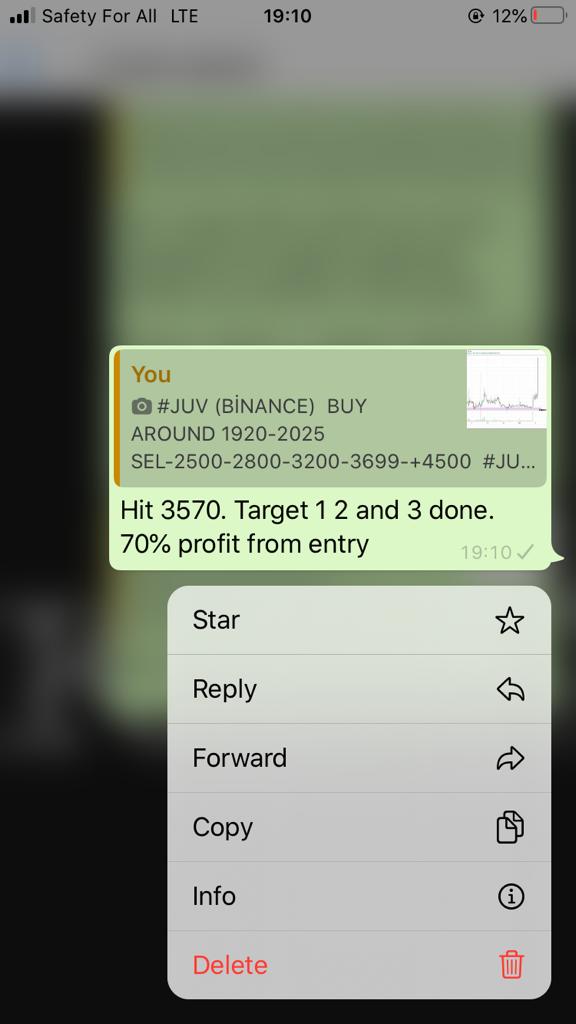 Safety For All LTE 19:10 12%
You
#JUV (BİNANCE) BUY
AROUND 1920-2025
SEL-2500-2800-3200-3699-+4500 #JU...
Hit 3570. Target 1 2 and 3 done.
70% profit from entry
19:10
Star
Reply
Forward
Copy
Info
Delete